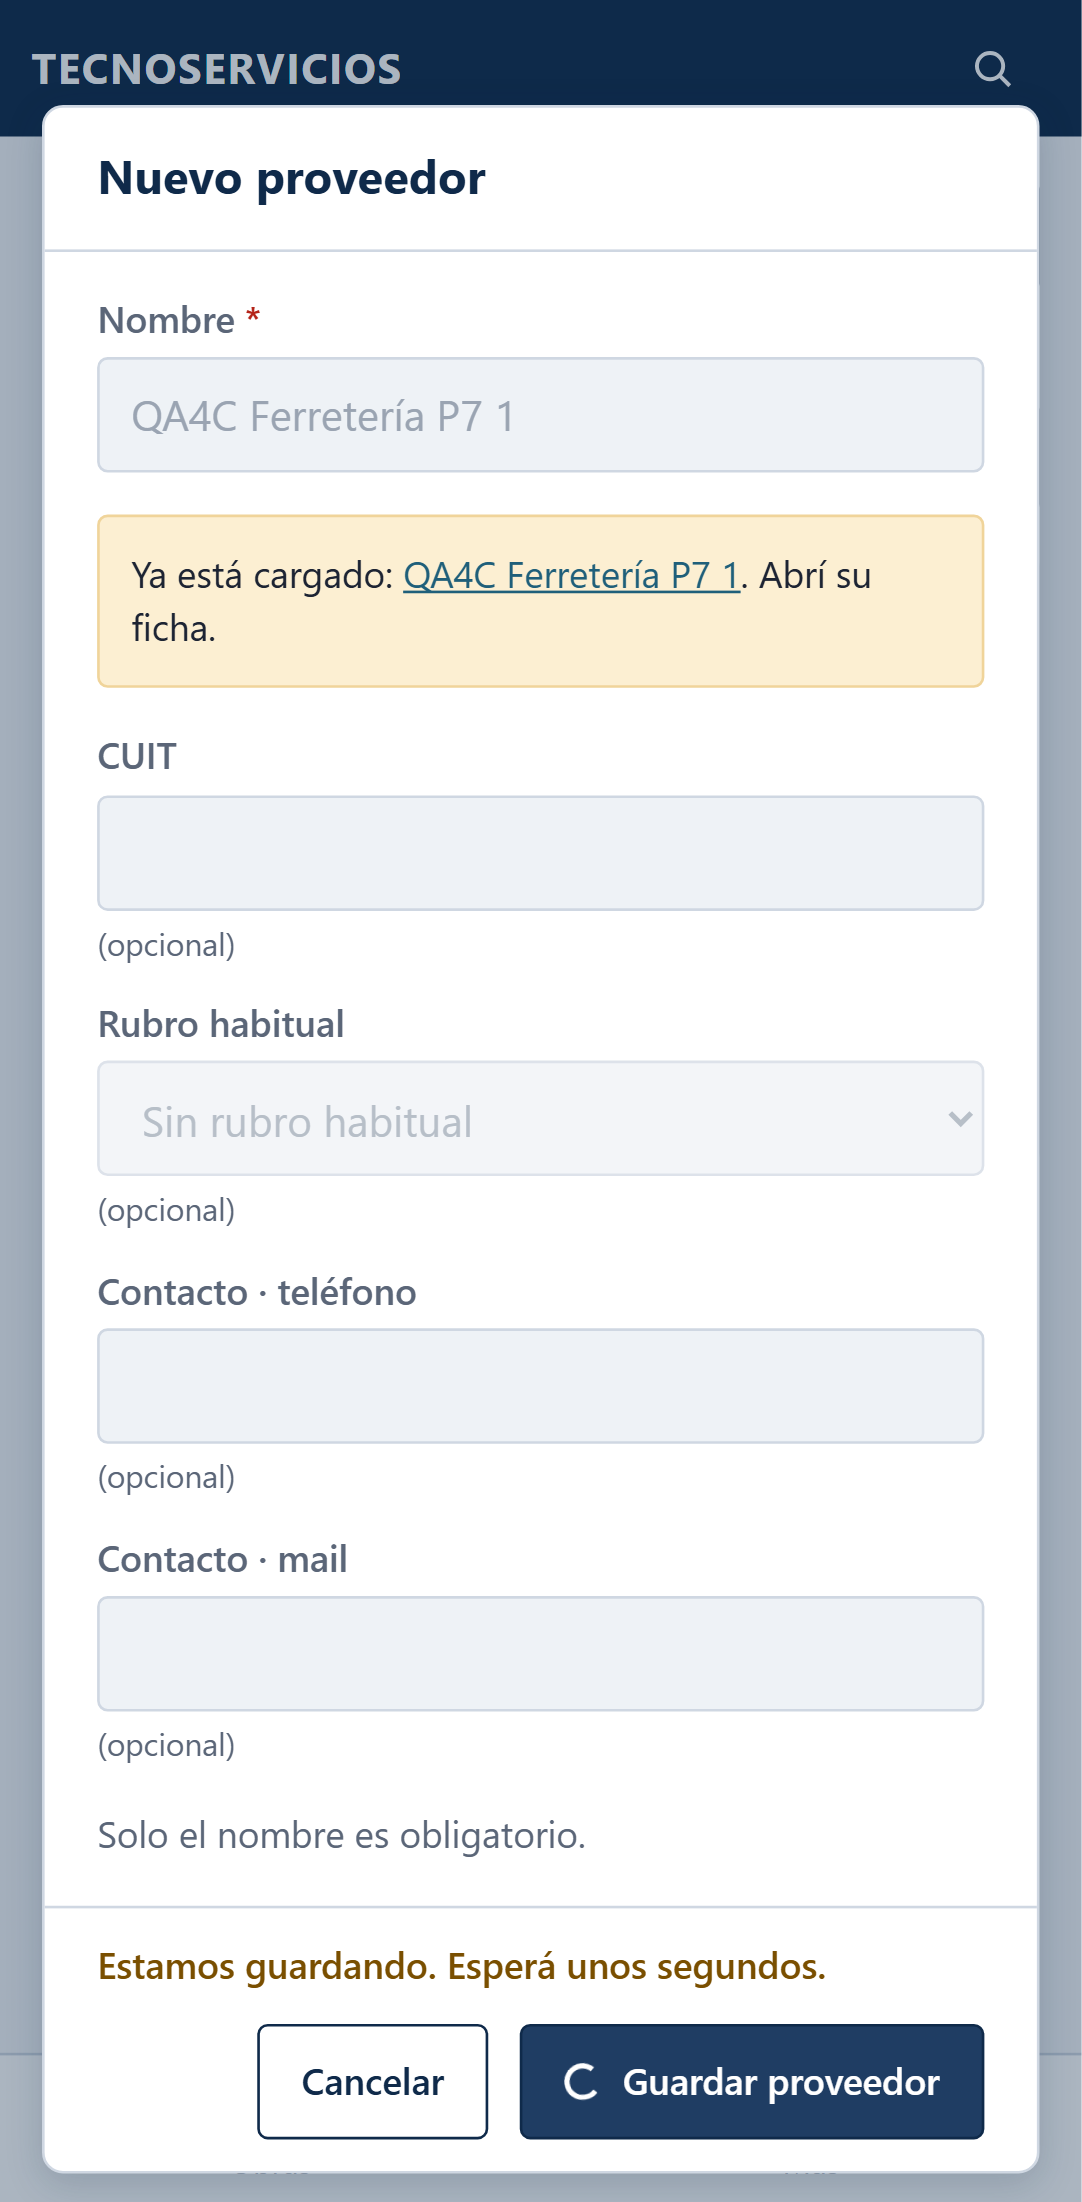 TECNOSERVICIOS
Nuevo proveedor
Nombre *
QA4C Ferretería P7 1
Ya está cargado: QA4C Ferretería P7 1. Abrí su
ficha.
CUIT
(opcional)
Rubro habitual
Sin rubro habitual
(opcional)
Contacto · teléfono
(opcional)
Contacto · mail
(opcional)
Solo el nombre es obligatorio.
Estamos guardando. Esperá unos segundos.
Cancelar
Guardar proveedor